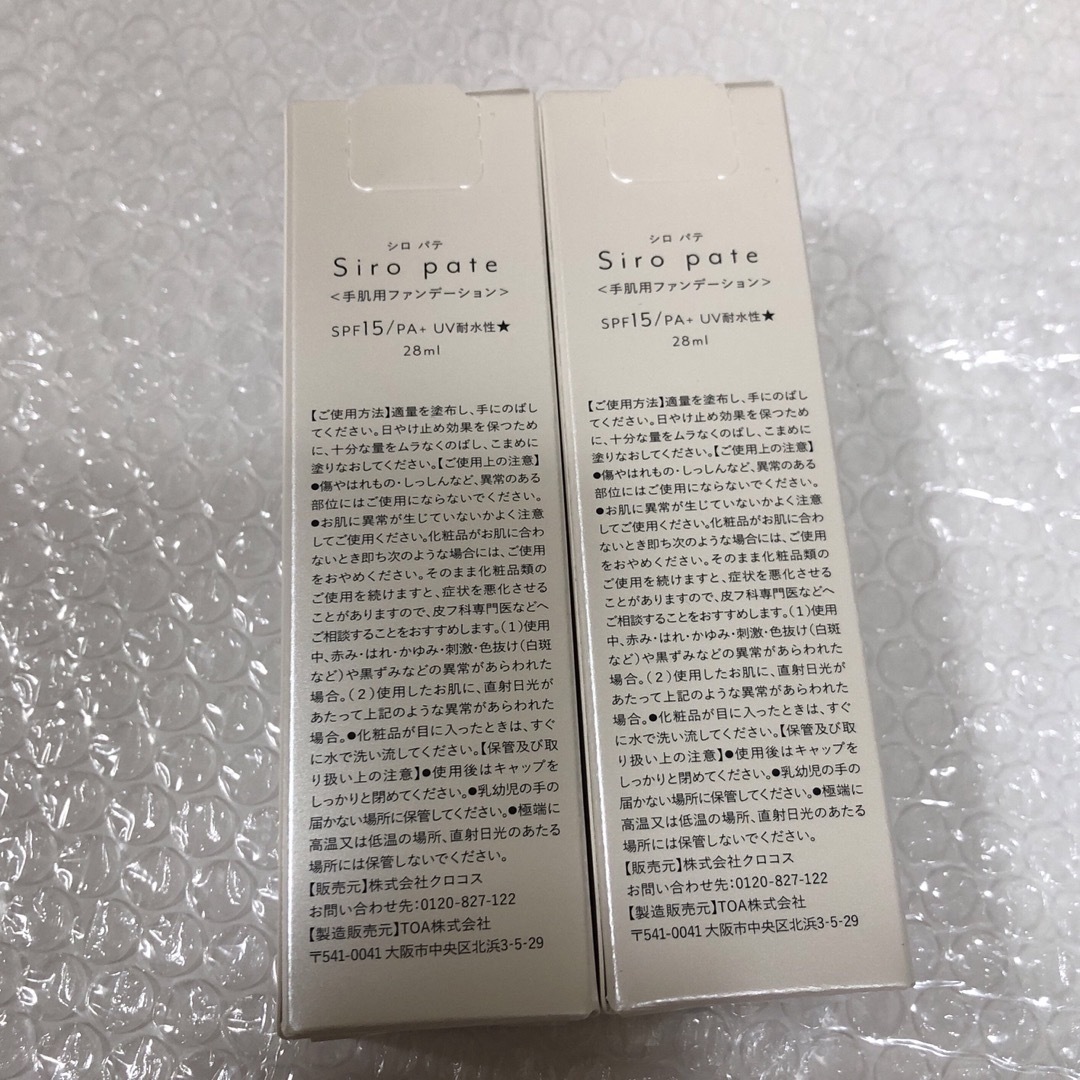 シロ パテ
Siro pate
<手肌用ファンデーション>
SPF15/PA+ UV耐水性★
28ml
【ご使用方法】適量を塗布し、手にのばし
てください。日やけ止め効果を保つため
に、十分な量をムラなくのばし、こまめに
塗りなおしてください。【ご使用上の注意】
●傷やはれもの・しっしんなど、異常のある
部位にはご使用にならないでください。
●お肌に異常が生じていないかよく注意
してご使用ください。化粧品がお肌に合わ
ないとき即ち次のような場合には、ご使用
をおやめください。そのまま化粧品類の
ご使用を続けますと、症状を悪化させる
ことがありますので、皮フ科専門医などへ
ご相談することをおすすめします。(1)使用
中、赤み・はれ・かゆみ・刺激・色抜け(白斑
など)や黒ずみなどの異常があらわれた
場合。(2)使用したお肌に、直射日光が
あたって上記のような異常があらわれた
場合。●化粧品が目に入ったときは、すぐ
に水で洗い流してください。【保管及び取
り扱い上の注意】●使用後はキャップを
しっかりと閉めてください。●乳幼児の手の
届かない場所に保管してください。●極端に
高温又は低温の場所、直射日光のあたる
場所には保管しないでください。
【販売元】株式会社クロコス
お問い合わせ先:0120-827-122
【製造販売元】TOA株式会社
〒541-0041 大阪市中央区北浜3-5-29
シロ パテ
Siro pate
<手肌用ファンデーション>
SPF15/PA+ UV耐水性★
28ml
【ご使用方法】適量を塗布し、手にのばし
てください。日やけ止め効果を保つため
に、十分な量をムラなくのばし、こまめに
塗りなおしてください。【ご使用上の注意】
●傷やはれもの・しっしんなど、異常のある
部位にはご使用にならないでください。
●お肌に異常が生じていないかよく注意
してご使用ください。化粧品がお肌に合わ
ないとき即ち次のような場合には、ご使用
をおやめください。そのまま化粧品類の
ご使用を続けますと、症状を悪化させる
ことがありますので、皮フ科専門医などへ
ご相談することをおすすめします。(1)使用
中、赤み・はれ・かゆみ・刺激・色抜け(白斑
など)や黒ずみなどの異常があらわれた
場合。(2)使用したお肌に、直射日光が
あたって上記のような異常があらわれた
場合。●化粧品が目に入ったときは、すぐ
に水で洗い流してください。【保管及び取
り扱い上の注意】●使用後はキャップを
しっかりと閉めてください。●乳幼児の手の
届かない場所に保管してください。●極端に
高温又は低温の場所、直射日光のあたる
場所には保管しないでください。
【販売元】株式会社クロコス
お問い合わせ先:0120-827-122
【製造販売元】TOA株式会社
〒541-0041 大阪市中央区北浜3-5-29